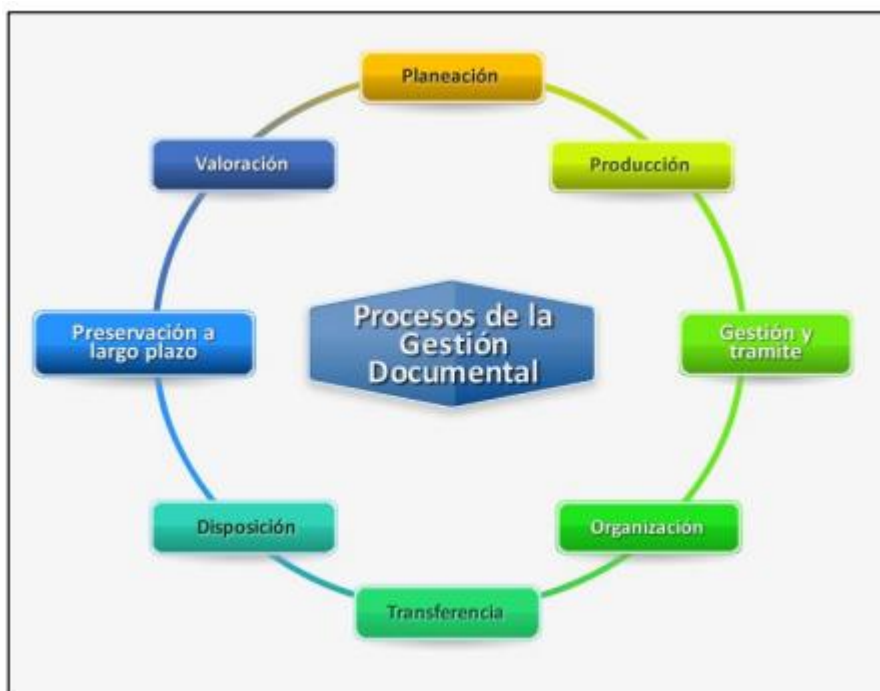 Planeación
Producción
Gestión y
tramite
Organización
Transferencia
Disposición
Preservación a
largo plazo
Valoración
Procesos de la
Gestión
Documental